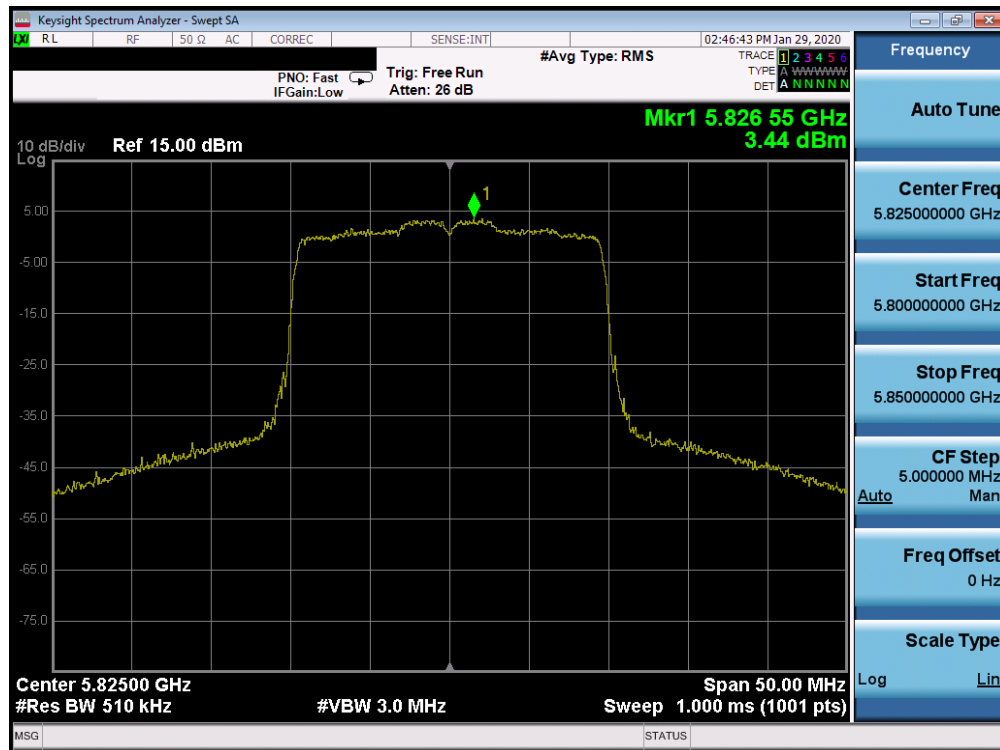 Keysight Spectrum Analyzer - Swept SA
LXI RL RF 50 Ω AC CORREC SENSE:INT 02:46:43 PM Jan 29, 2020
PNO: Fast
IFGain:Low
Trig: Free Run
Atten: 26 dB
#Avg Type: RMS
TRACE 1 2 3 4 5 6
TYPE A WWWWWW
DET A N N N N N
Mkr1 5.826 55 GHz
3.44 dBm
10 dB/div
Log
Ref 15.00 dBm
1
5.00
-5.00
-15.0
-25.0
-35.0
-45.0
-55.0
-65.0
-75.0
Center 5.82500 GHz
Span 50.00 MHz
#Res BW 510 kHz
#VBW 3.0 MHz
Sweep 1.000 ms (1001 pts)
MSG
STATUS
Frequency
Auto Tune
Center Freq
5.825000000 GHz
Start Freq
5.800000000 GHz
Stop Freq
5.850000000 GHz
CF Step
5.000000 MHz
Auto Man
Freq Offset
0 Hz
Scale Type
Log Lin